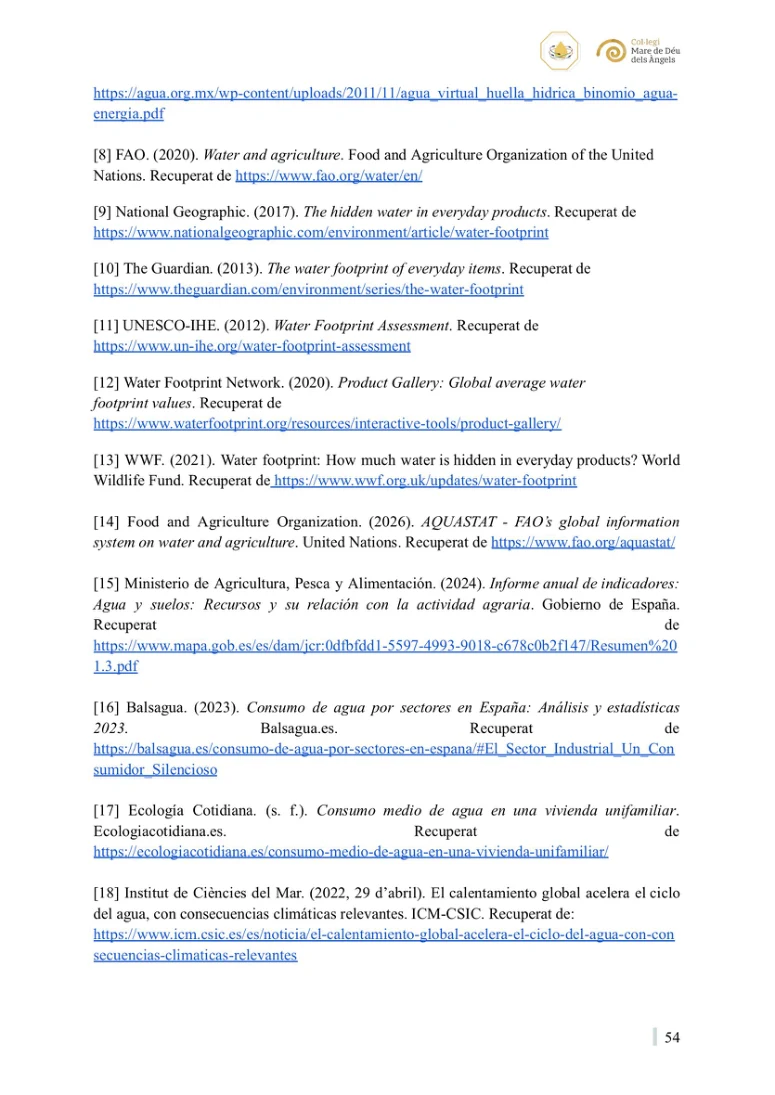 Col·legi
Mare de Déu
dels Àngels
https://agua.org.mx/wp-content/uploads/2011/11/agua_virtual_huella_hidrica_binomio_agua-
energia.pdf
[8] FAO. (2020). Water and agriculture. Food and Agriculture Organization of the United
Nations. Recuperat de https://www.fao.org/water/en/
[9] National Geographic. (2017). The hidden water in everyday products. Recuperat de
https://www.nationalgeographic.com/environment/article/water-footprint
[10] The Guardian. (2013). The water footprint of everyday items. Recuperat de
https://www.theguardian.com/environment/series/the-water-footprint
[11] UNESCO-IHE. (2012). Water Footprint Assessment. Recuperat de
https://www.un-ihe.org/water-footprint-assessment
[12] Water Footprint Network. (2020). Product Gallery: Global average water
footprint values. Recuperat de
https://www.waterfootprint.org/resources/interactive-tools/product-gallery/
[13] WWF. (2021). Water footprint: How much water is hidden in everyday products? World
Wildlife Fund. Recuperat de https://www.wwf.org.uk/updates/water-footprint
[14] Food and Agriculture Organization. (2026). AQUASTAT - FAO's global information
system on water and agriculture. United Nations. Recuperat de https://www.fao.org/aquastat/
[15] Ministerio de Agricultura, Pesca y Alimentación. (2024). Informe anual de indicadores:
Agua y suelos: Recursos y su relación con la actividad agraria. Gobierno de España.
Recuperat de
https://www.mapa.gob.es/es/dam/jcr:0dfbfdd1-5597-4993-9018-c678c0b2f147/Resumen%20
1.3.pdf
[16] Balsagua. (2023). Consumo de agua por sectores en España: Análisis y estadísticas
2023. Balsagua.es. Recuperat de
https://balsagua.es/consumo-de-agua-por-sectores-en-espana/#El_Sector_Industrial_Un_Con
sumidor_Silencioso
[17] Ecología Cotidiana. (s. f.). Consumo medio de agua en una vivienda unifamiliar.
Ecologiacotidiana.es. Recuperat de
https://ecologiacotidiana.es/consumo-medio-de-agua-en-una-vivienda-unifamiliar/
[18] Institut de Ciències del Mar. (2022, 29 d’abril). El calentamiento global acelera el ciclo
del agua, con consecuencias climáticas relevantes. ICM-CSIC. Recuperat de:
https://www.icm.csic.es/es/noticia/el-calentamiento-global-acelera-el-ciclo-del-agua-con-con
secuencias-climaticas-relevantes
54